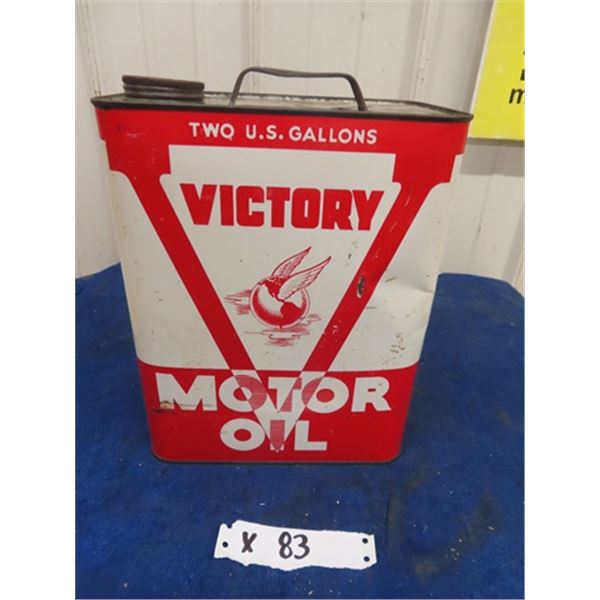 TWO U.S. GALLONS
VICTORY
MOTOR
OIL
X 83